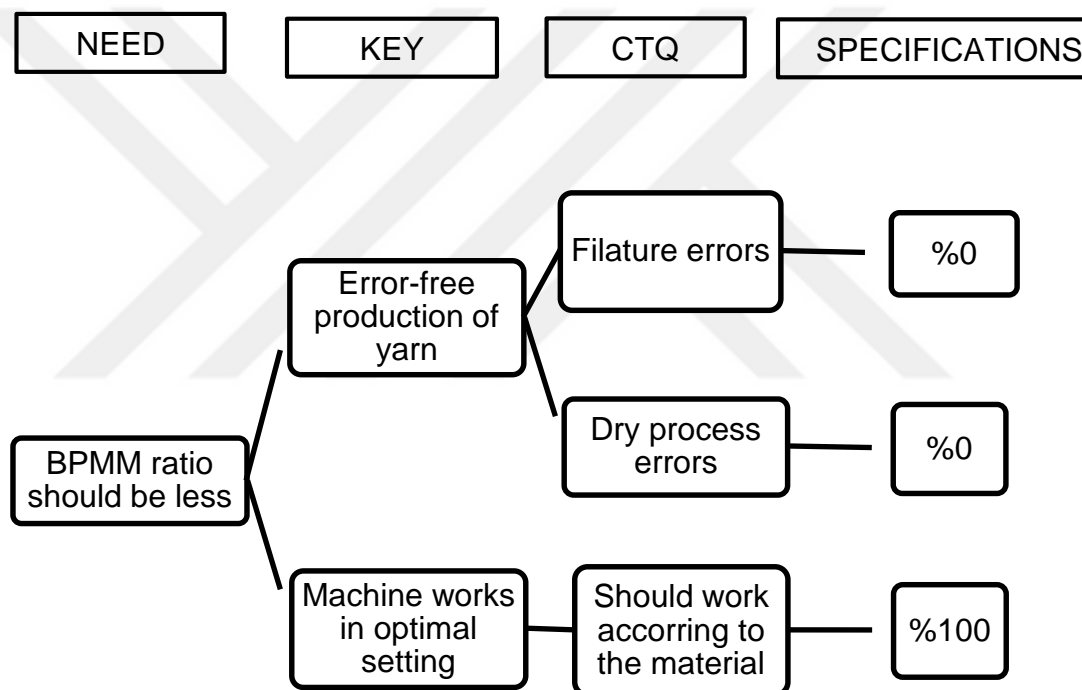 NEED
KEY
CTQ
SPECIFICATIONS
Filature errors
%0
Error-free
production of
yarn
Dry process
errors
%0
BPMM ratio
should be less
Machine works
in optimal
setting
Should work
accorring to
the material
%100